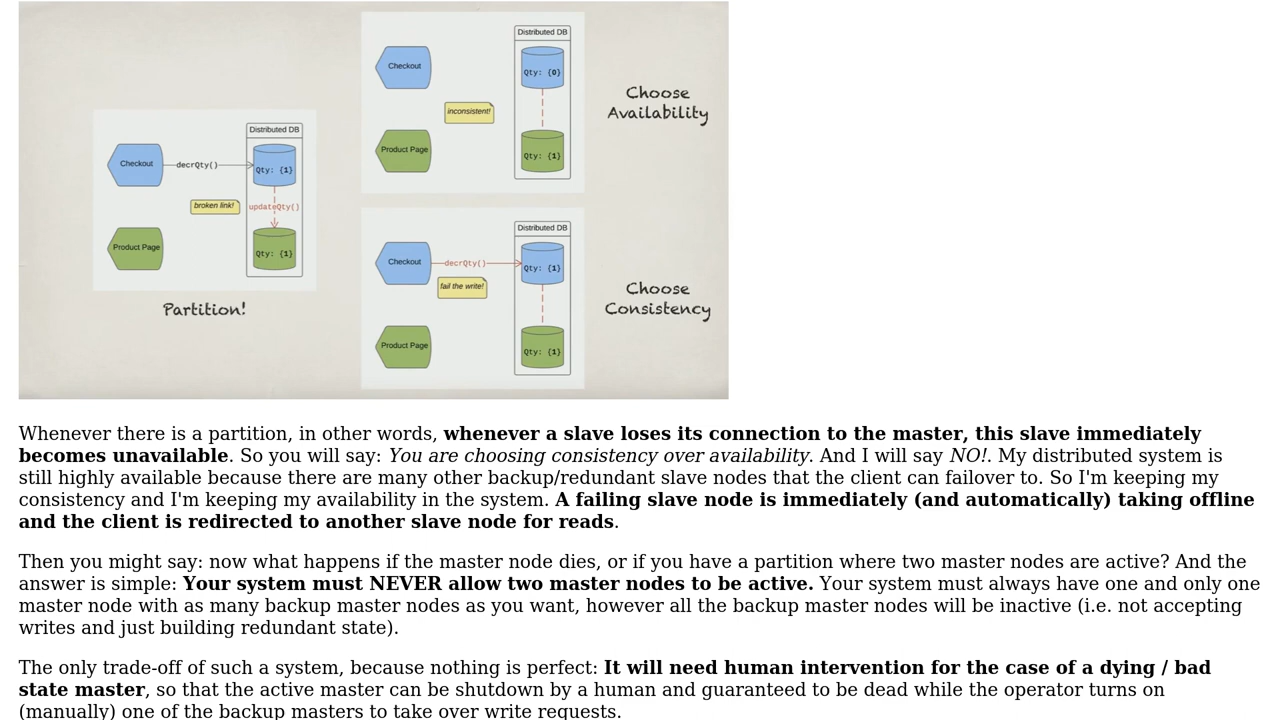 Distributed DB
Checkout
decrQty()
Qty: {1}
broken link!
updateQty()
Product Page
Qty: {1}
Partition!
Distributed DB
Checkout
Qty: {0}
inconsistent!
Product Page
Qty: {1}
Choose
Availability
Distributed DB
Checkout
decrQty()
Qty: {1}
fail the write!
Product Page
Qty: {1}
Choose
Consistency
Whenever there is a partition, in other words, whenever a slave loses its connection to the master, this slave immediately
becomes unavailable. So you will say: You are choosing consistency over availability. And I will say NO!. My distributed system is
still highly available because there are many other backup/redundant slave nodes that the client can failover to. So I'm keeping my
consistency and I'm keeping my availability in the system. A failing slave node is immediately (and automatically) taking offline
and the client is redirected to another slave node for reads.
Then you might say: now what happens if the master node dies, or if you have a partition where two master nodes are active? And the
answer is simple: Your system must NEVER allow two master nodes to be active. Your system must always have one and only one
master node with as many backup master nodes as you want, however all the backup master nodes will be inactive (i.e. not accepting
writes and just building redundant state).
The only trade-off of such a system, because nothing is perfect: It will need human intervention for the case of a dying / bad
state master, so that the active master can be shutdown by a human and guaranteed to be dead while the operator turns on
(manually) one of the backup masters to take over write requests.